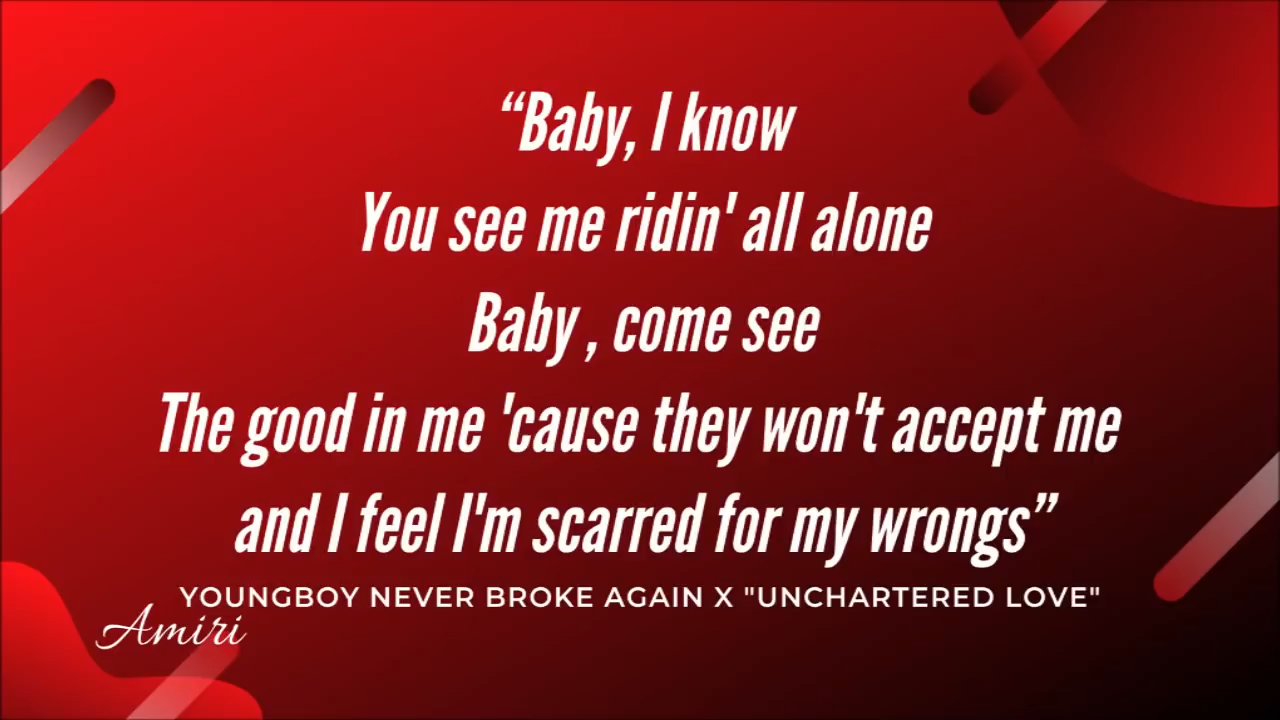 “Baby, I know
You see me ridin' all alone
Baby , come see
The good in me 'cause they won't accept me
and I feel I'm scarred for my wrongs”
YOUNGBOY NEVER BROKE AGAIN X "UNCHARTERED LOVE"
Amiri